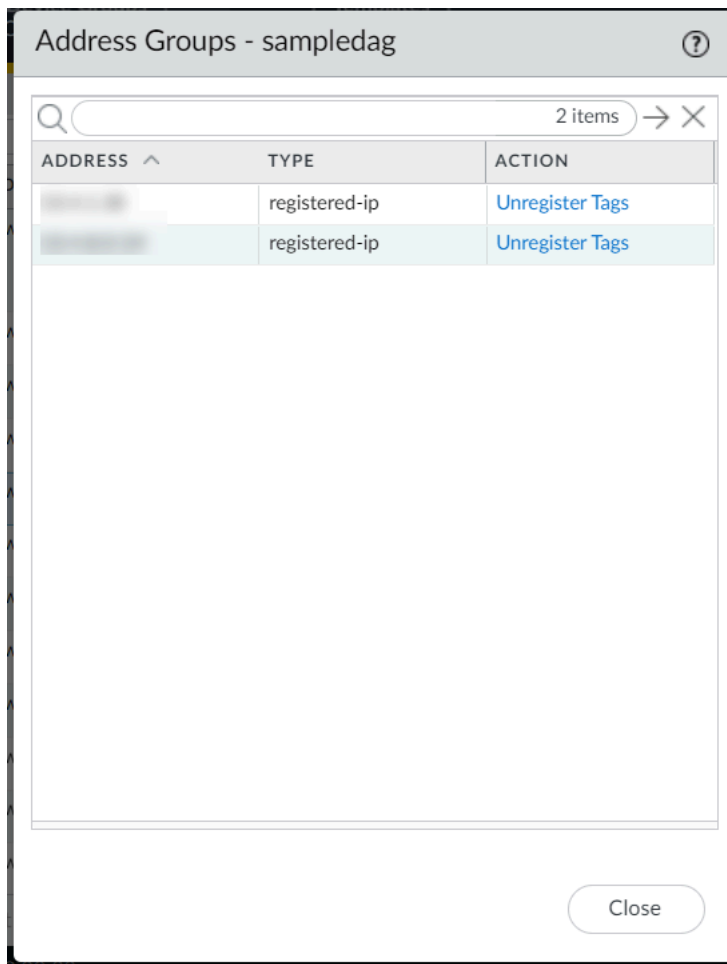 Address Groups - sampledag
2 items
ADDRESS TYPE ACTION
registered-ip Unregister Tags
registered-ip Unregister Tags
Close